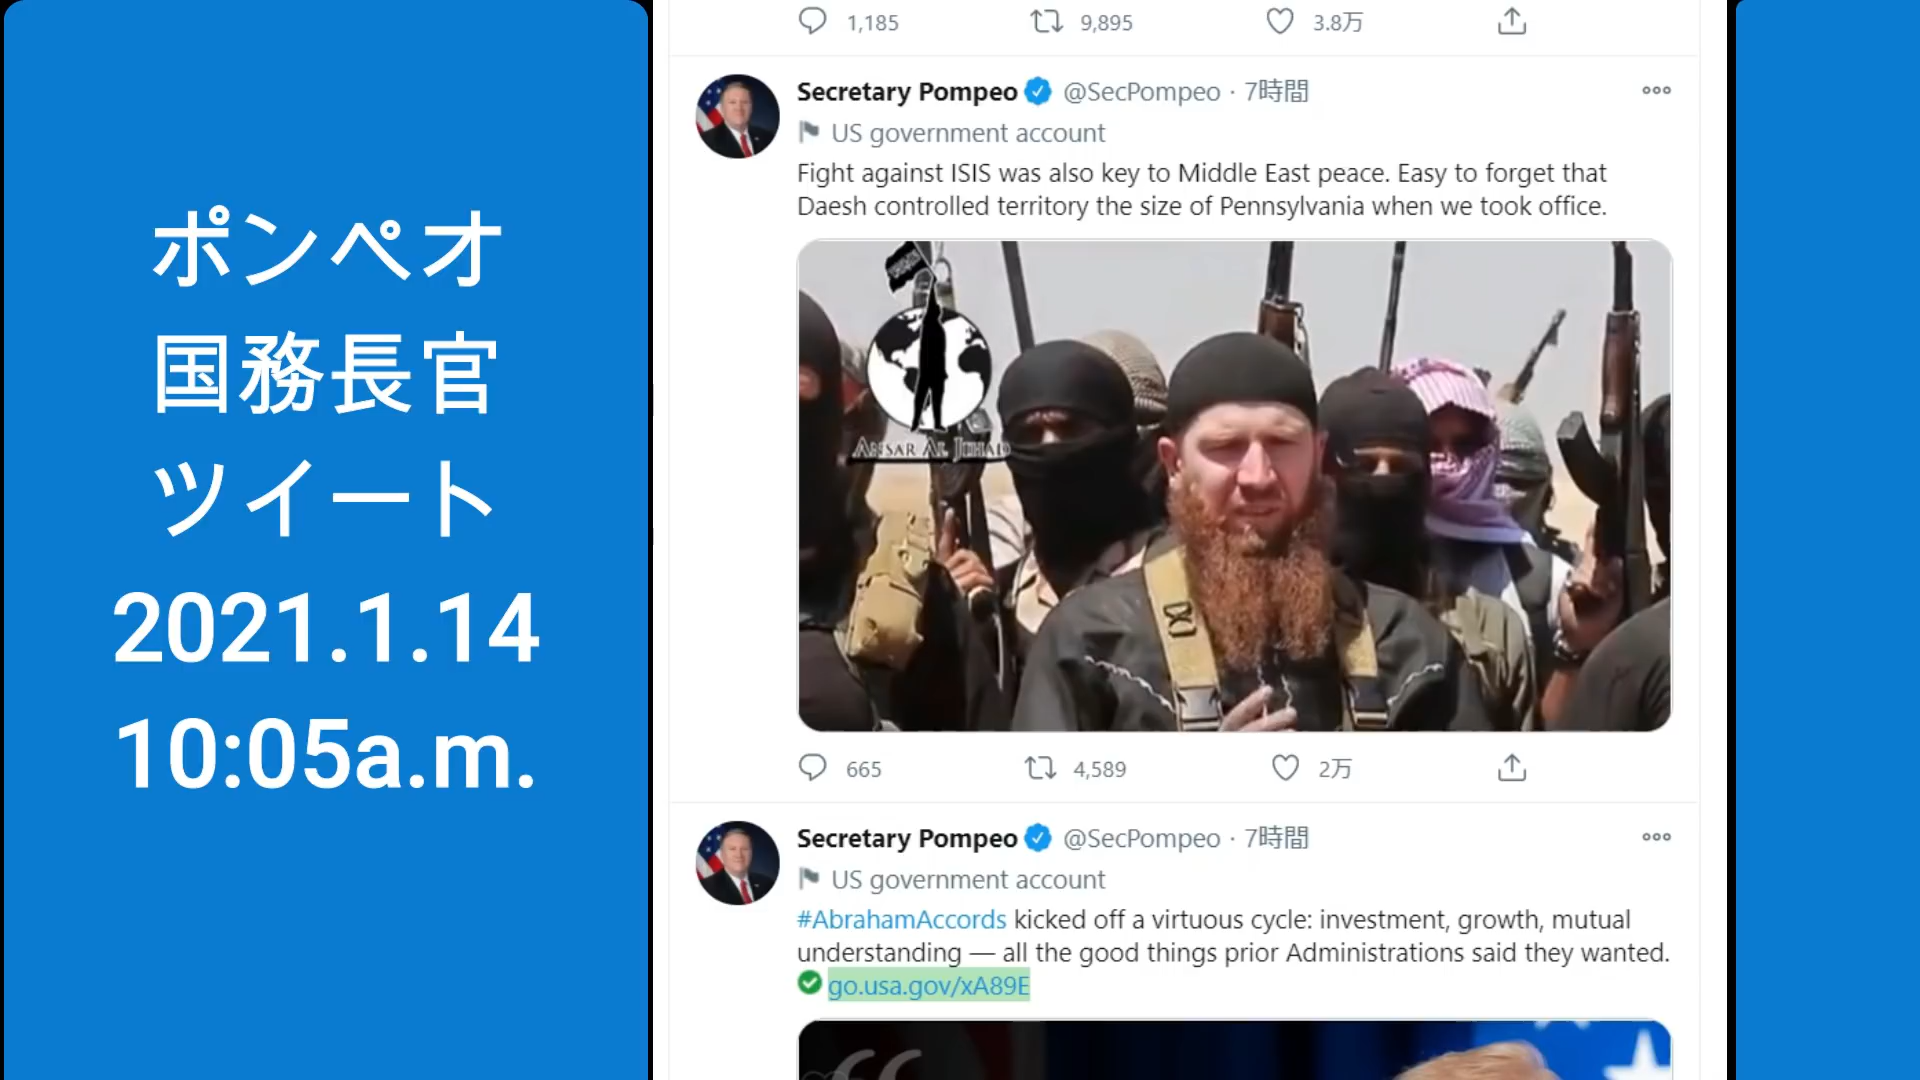 ポンペオ
国務長官
ツイート
2021.1.14
10:05a.m.
1,185 9,895 3.8万
Secretary Pompeo @SecPompeo · 7時間
US government account
Fight against ISIS was also key to Middle East peace. Easy to forget that
Daesh controlled territory the size of Pennsylvania when we took office.
ANSAR AL JIHAD
665 4,589 2万
Secretary Pompeo @SecPompeo · 7時間
US government account
#AbrahamAccords kicked off a virtuous cycle: investment, growth, mutual
understanding — all the good things prior Administrations said they wanted.
go.usa.gov/xA89E